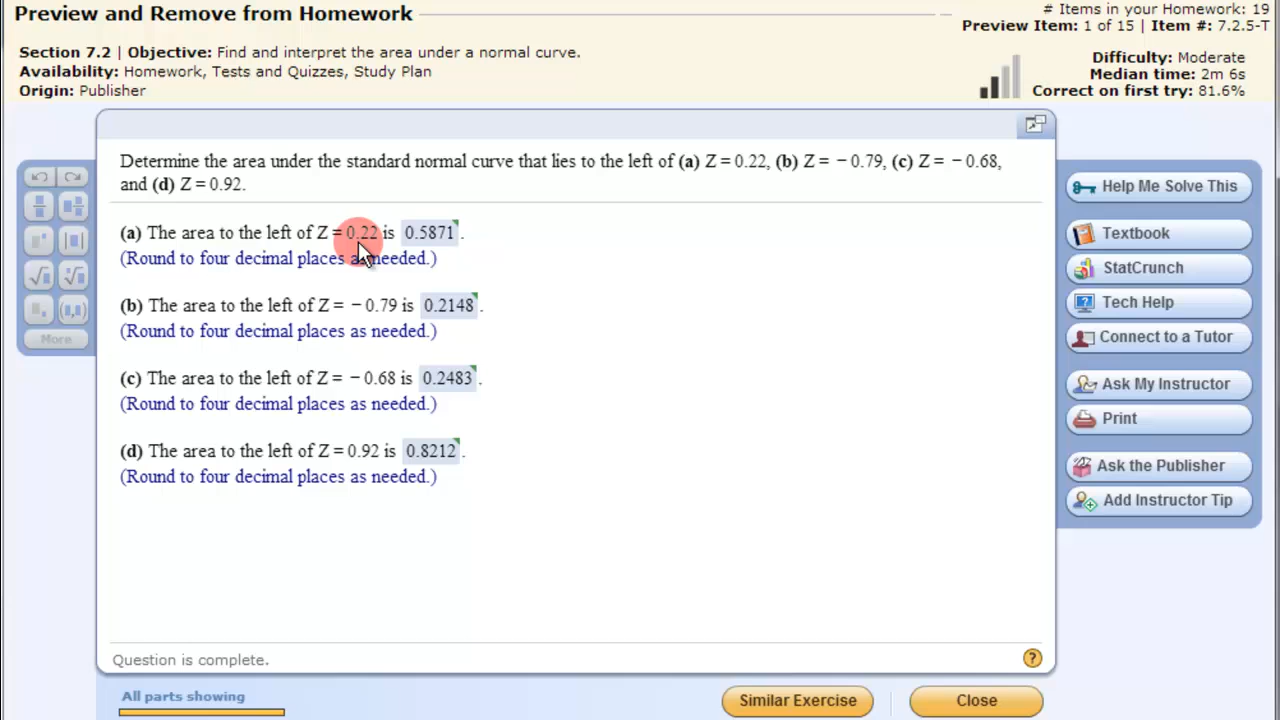 Preview and Remove from Homework
# Items in your Homework: 19
Preview Item: 1 of 15 | Item #: 7.2.5-T
Section 7.2 | Objective: Find and interpret the area under a normal curve.
Availability: Homework, Tests and Quizzes, Study Plan
Origin: Publisher
Difficulty: Moderate
Median time: 2m 6s
Correct on first try: 81.6%
Determine the area under the standard normal curve that lies to the left of (a) Z = 0.22, (b) Z = − 0.79, (c) Z = − 0.68,
and (d) Z = 0.92.
(a) The area to the left of Z = 0.22 is 0.5871 .
(Round to four decimal places as needed.)
(b) The area to the left of Z = − 0.79 is 0.2148 .
(Round to four decimal places as needed.)
(c) The area to the left of Z = − 0.68 is 0.2483 .
(Round to four decimal places as needed.)
(d) The area to the left of Z = 0.92 is 0.8212 .
(Round to four decimal places as needed.)
More
Help Me Solve This
Textbook
StatCrunch
Tech Help
Connect to a Tutor
Ask My Instructor
Print
Ask the Publisher
Add Instructor Tip
Question is complete.
?
All parts showing
Similar Exercise
Close